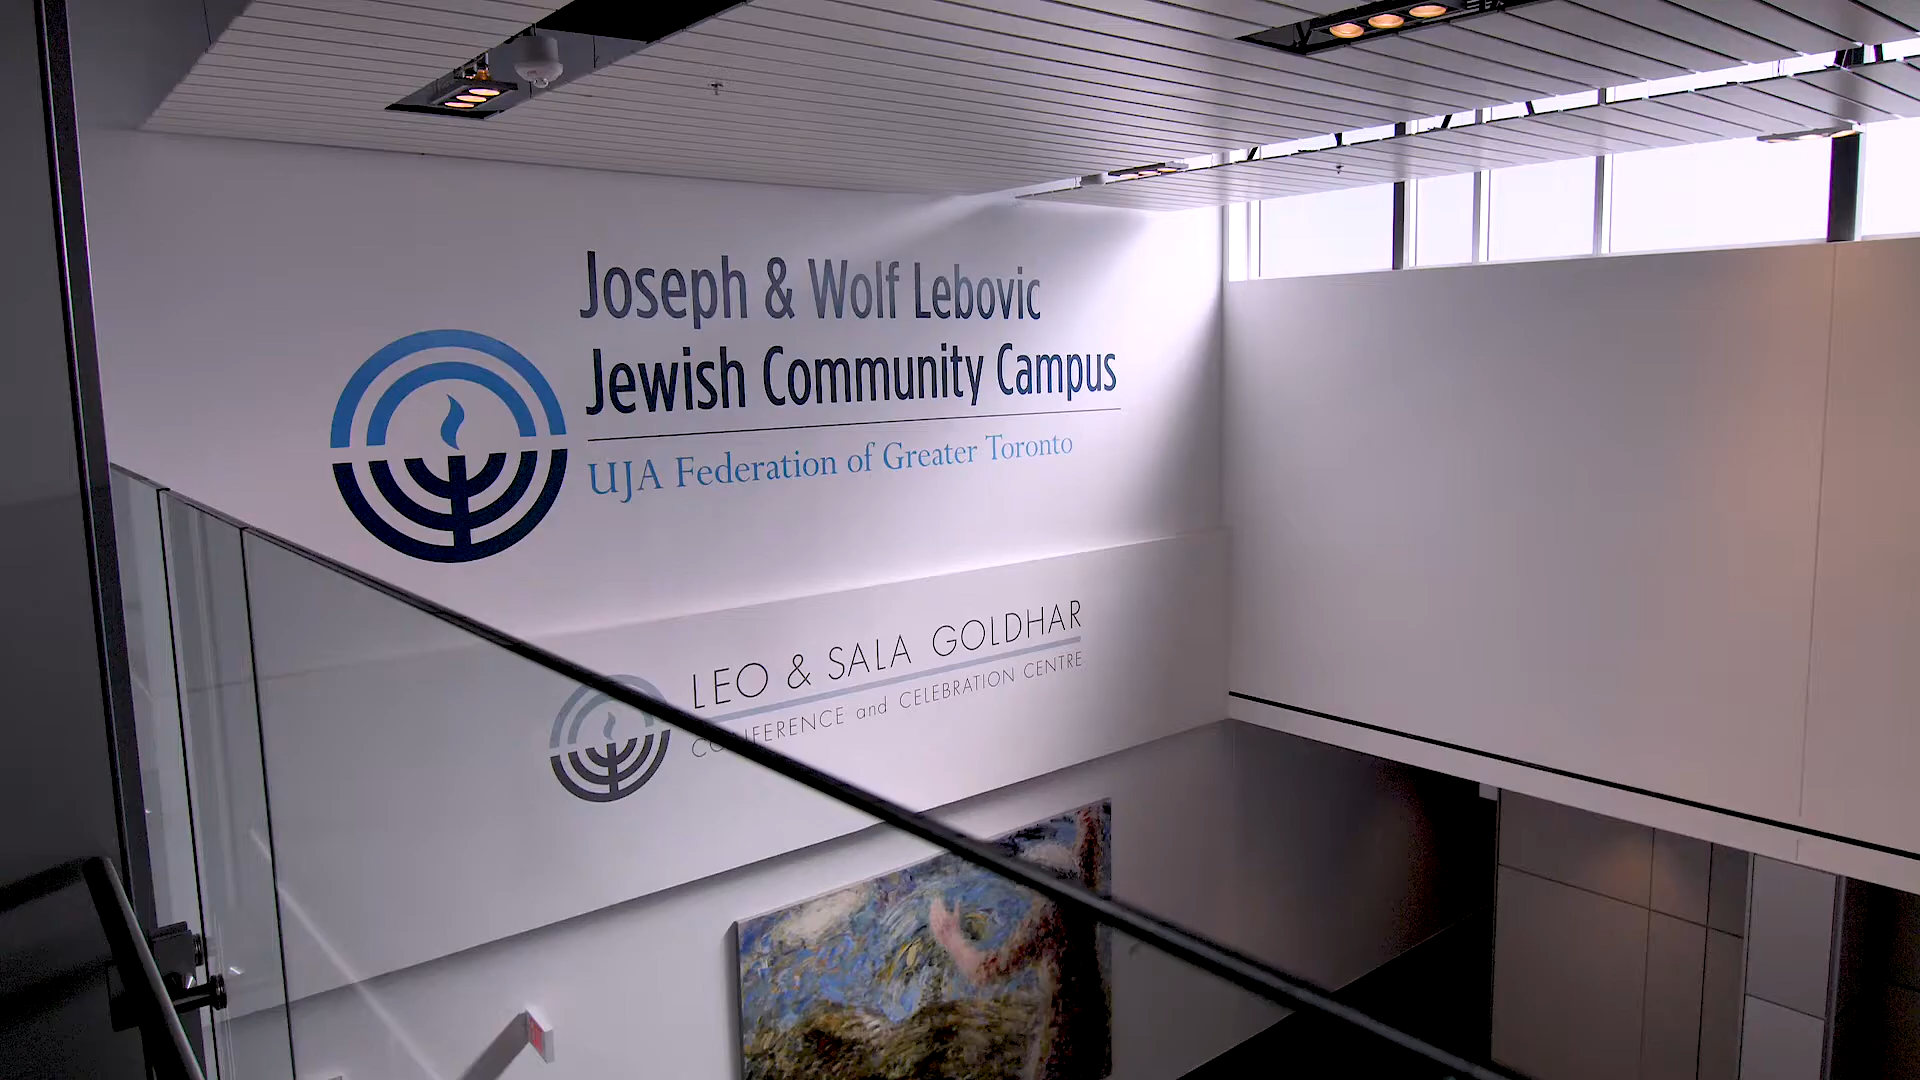 Joseph & Wolf Lebovic
Jewish Community Campus
UJA Federation of Greater Toronto
LEO & SALA GOLDHAR
CONFERENCE and CELEBRATION CENTRE